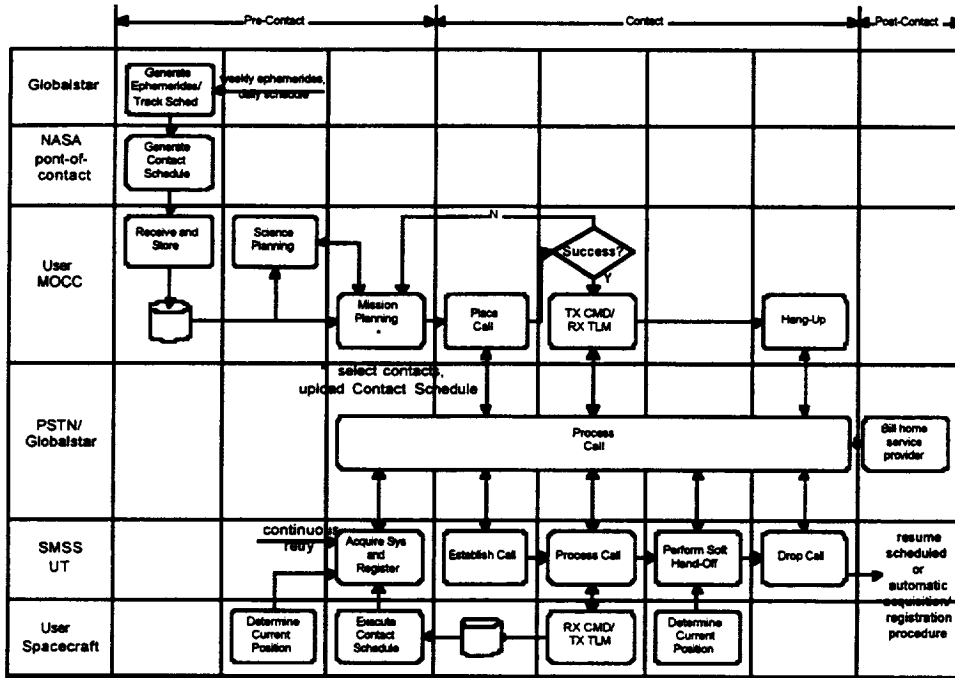 Pre-Contact
Contact
Post-Contact
Globalstar
Generate
Ephemerides/
Track Sched
weekly ephemerides,
daily schedule
NASA
pont-of-
contact
Generate
Contact
Schedule
User
MOCC
Receive and
Store
Science
Planning
N
Success?
Y
Mission
Planning
*
Place
Call
TX CMD/
RX TLM
Hang-Up
* select contacts,
upload Contact Schedule
PSTN/
Globalstar
Process
Call
Bill home
service
provider
SMSS
UT
continuous
retry
Acquire Sys
and
Register
Establish Call
Process Call
Perform Soft
Hand-Off
Drop Call
resume
scheduled
or
automatic
acquisition/
registration
procedure
User
Spacecraft
Determine
Current
Position
Execute
Contact
Schedule
RX CMD/
TX TLM
Determine
Current
Position